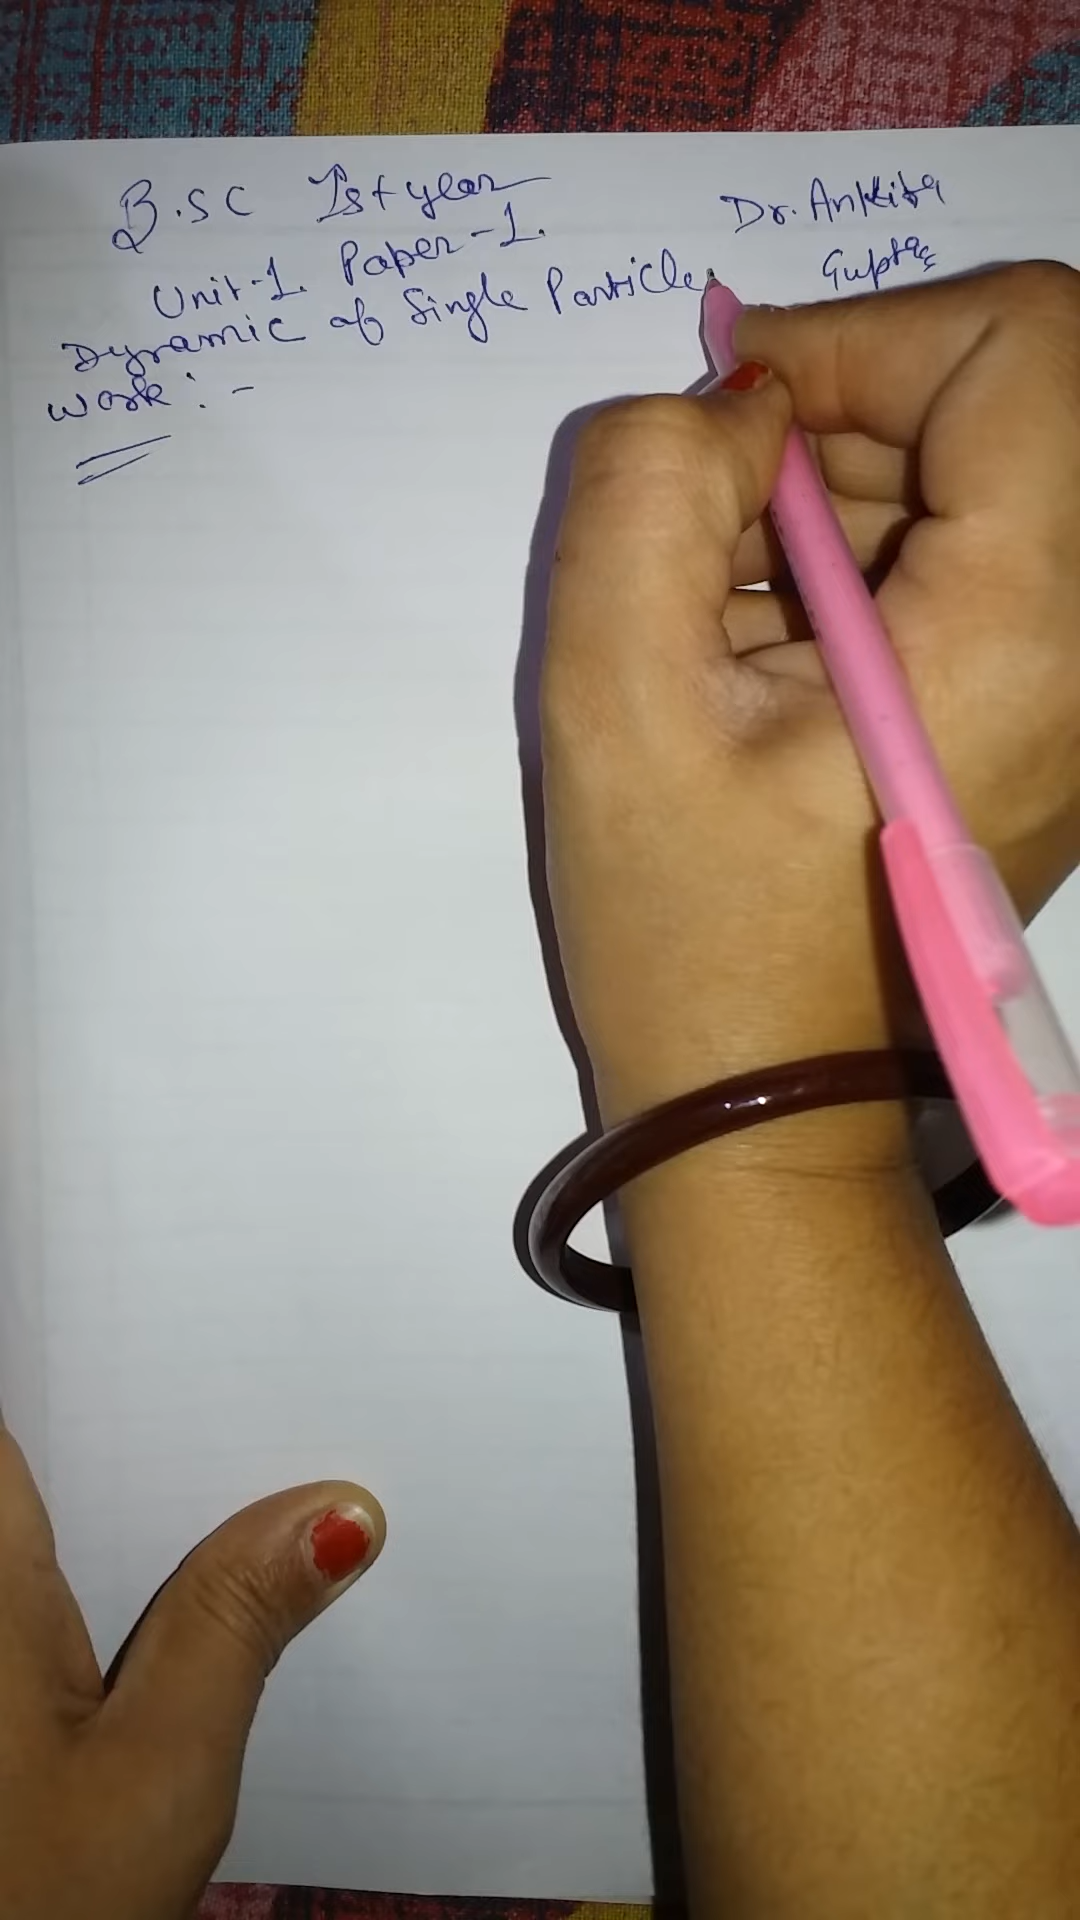 B.SC Ist year
Unit-1. Paper-1.
Dynamic of Single Particle
work :-
Dr. Ankita
Gupta